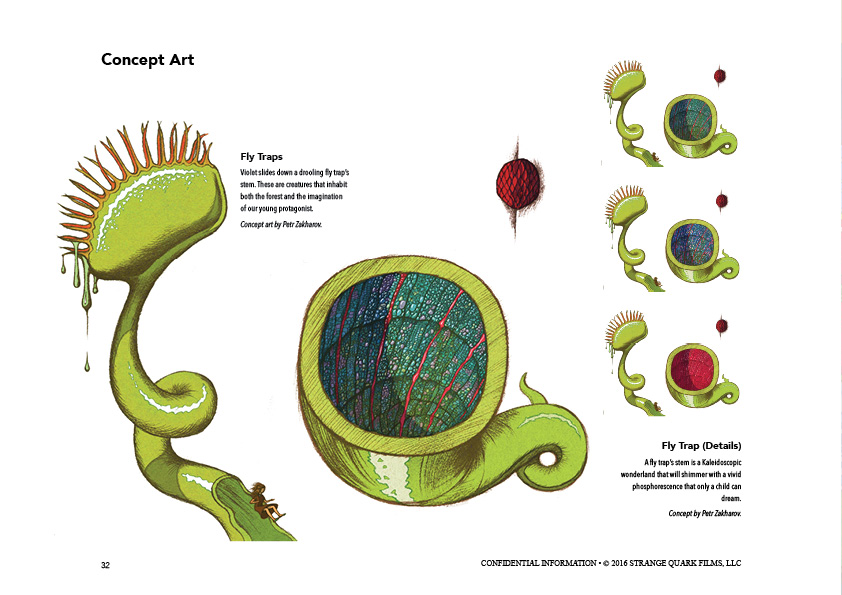 Concept Art
Fly Traps
Violet slides down a drooling fly trap's
stem. These are creatures that inhabit
both the forest and the imagination
of our young protagonist.
Concept art by Petr Zakharov.
Fly Trap (Details)
A fly trap's stem is a Kaleidoscopic
wonderland that will shimmer with a vivid
phosphorescence that only a child can
dream.
Concept by Petr Zakharov.
32
CONFIDENTIAL INFORMATION • © 2016 STRANGE QUARK FILMS, LLC